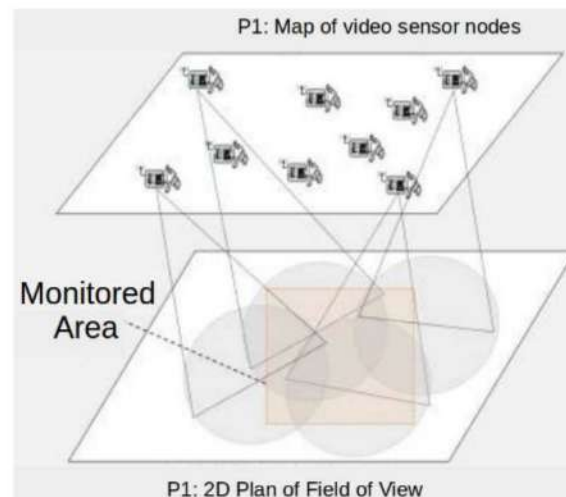 P1: Map of video sensor nodes
Monitored
Area
P1: 2D Plan of Field of View